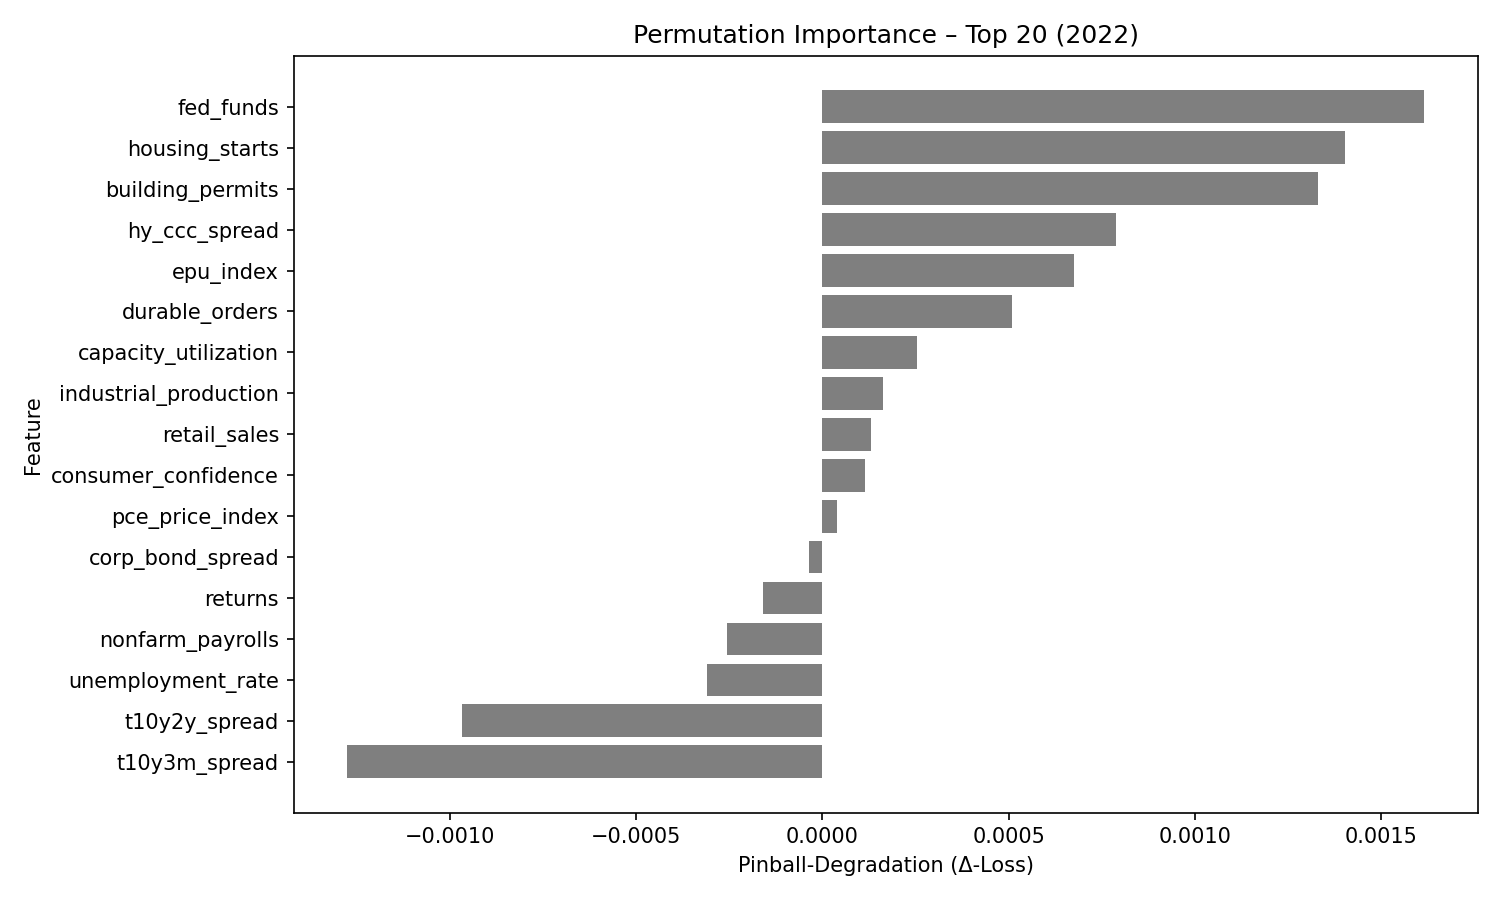 Permutation Importance – Top 20 (2022)
Feature
fed_funds
housing_starts
building_permits
hy_ccc_spread
epu_index
durable_orders
capacity_utilization
industrial_production
retail_sales
consumer_confidence
pce_price_index
corp_bond_spread
returns
nonfarm_payrolls
unemployment_rate
t10y2y_spread
t10y3m_spread
−0.0010 −0.0005 0.0000 0.0005 0.0010 0.0015
Pinball-Degradation (Δ-Loss)